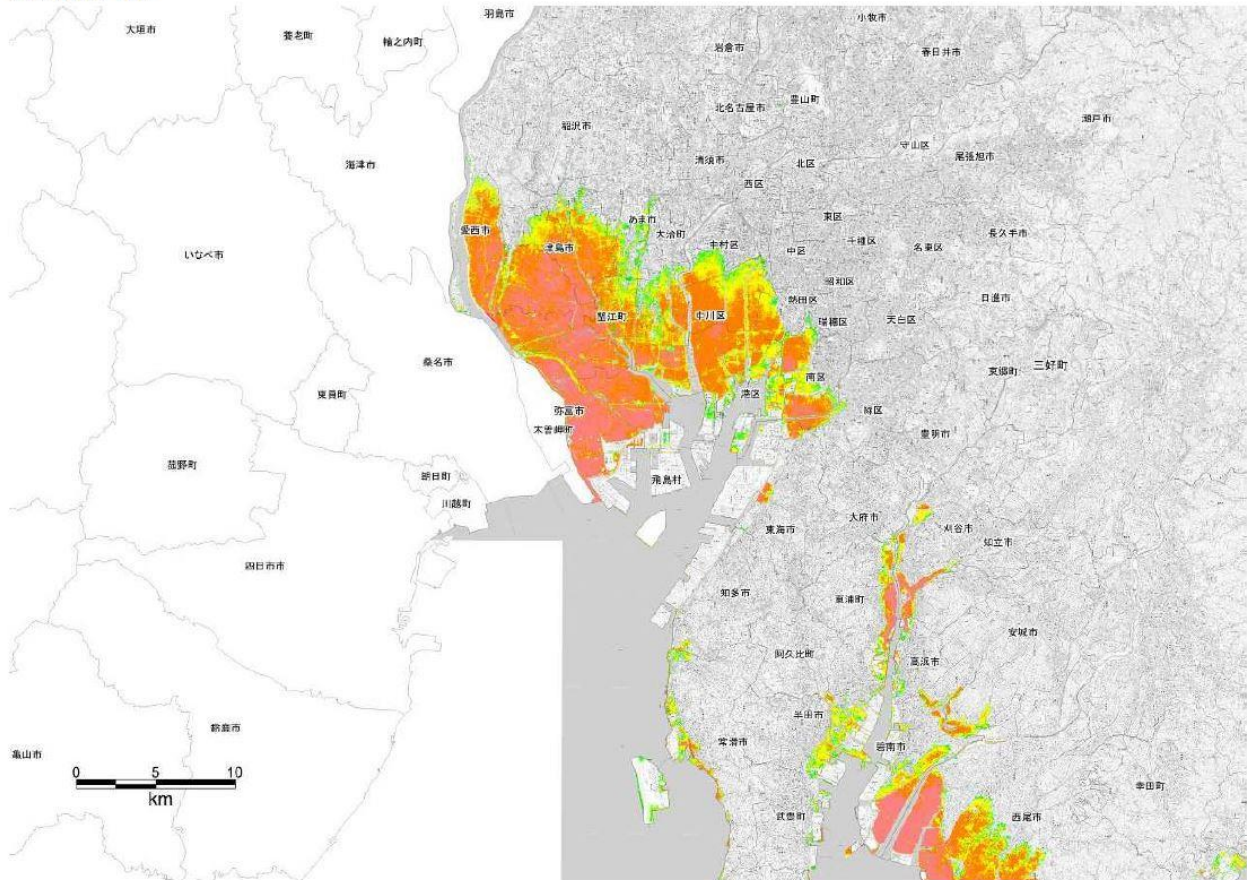 羽島市
大垣市
養老町
輪之内町
小牧市
岩倉市
春日井市
豊山町
北名古屋市
瀬戸市
稲沢市
海津市
清須市
北区
守山区
尾張旭市
西区
愛西市
津島市
あま市
大治町
中村区
中区
東区
千種区
名東区
長久手市
いなべ市
昭和区
熱田区
日進市
蟹江町
中川区
瑞穂区
天白区
桑名市
東員町
南区
東郷町
三好町
港区
弥富市
木曽岬町
緑区
豊明市
菰野町
朝日町
川越町
飛島村
東海市
大府市
刈谷市
知立市
四日市市
知多市
東浦町
安城市
阿久比町
高浜市
半田市
鈴鹿市
亀山市
常滑市
碧南市
武豊町
西尾市
幸田町
0 5 10
km